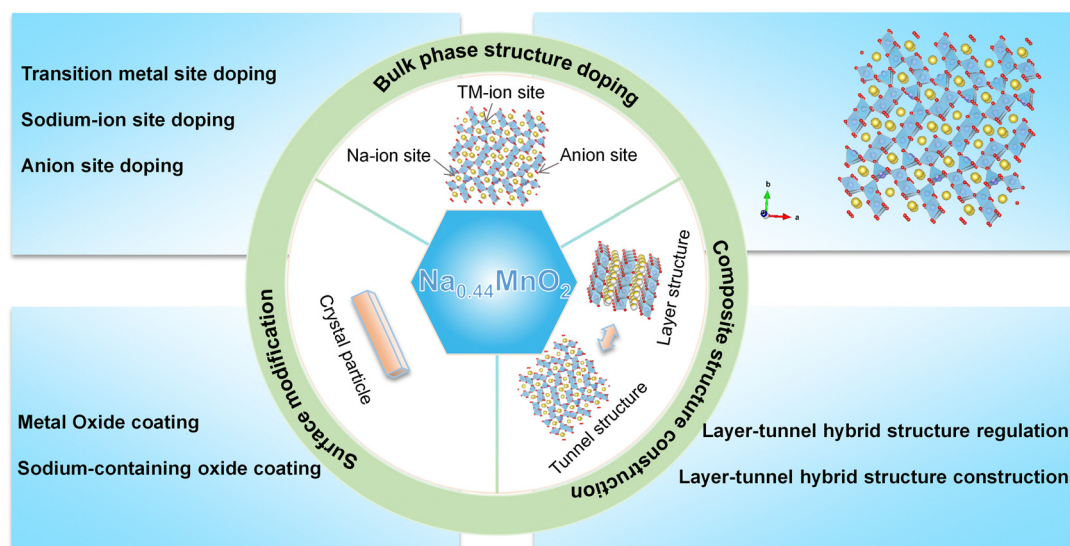 Transition metal site doping
Sodium-ion site doping
Anion site doping
Bulk phase structure doping
TM-ion site
Na-ion site
Anion site
b
a
Na0.44MnO2
Crystal particle
Layer structure
Tunnel structure
Surface modification
Composite structure construction
Metal Oxide coating
Sodium-containing oxide coating
Layer-tunnel hybrid structure regulation
Layer-tunnel hybrid structure construction